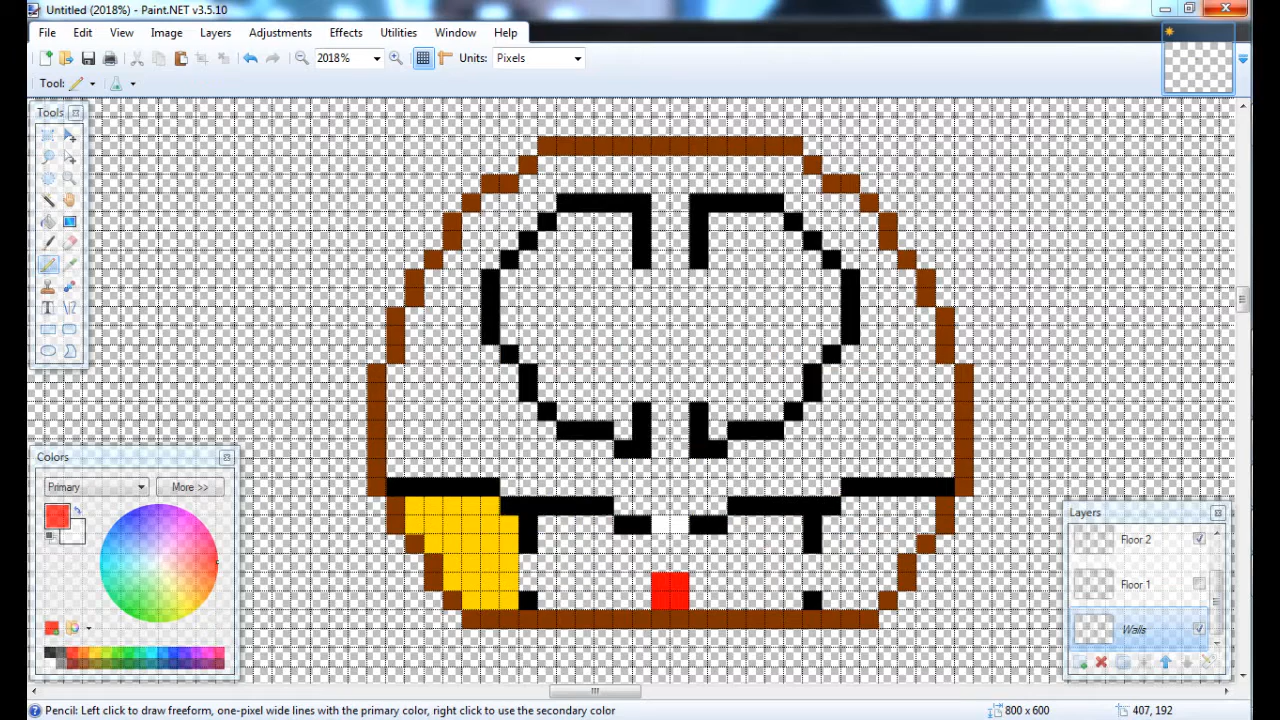 Untitled (2018%) - Paint.NET v3.5.10
File Edit View Image Layers Adjustments Effects Utilities Window Help
2018% Units: Pixels
Tool:
Tools
T
Colors
Primary More >>
Layers
Floor 2
Floor 1
Walls
Pencil: Left click to draw freeform, one-pixel wide lines with the primary color, right click to use the secondary color 800 x 600 407, 192